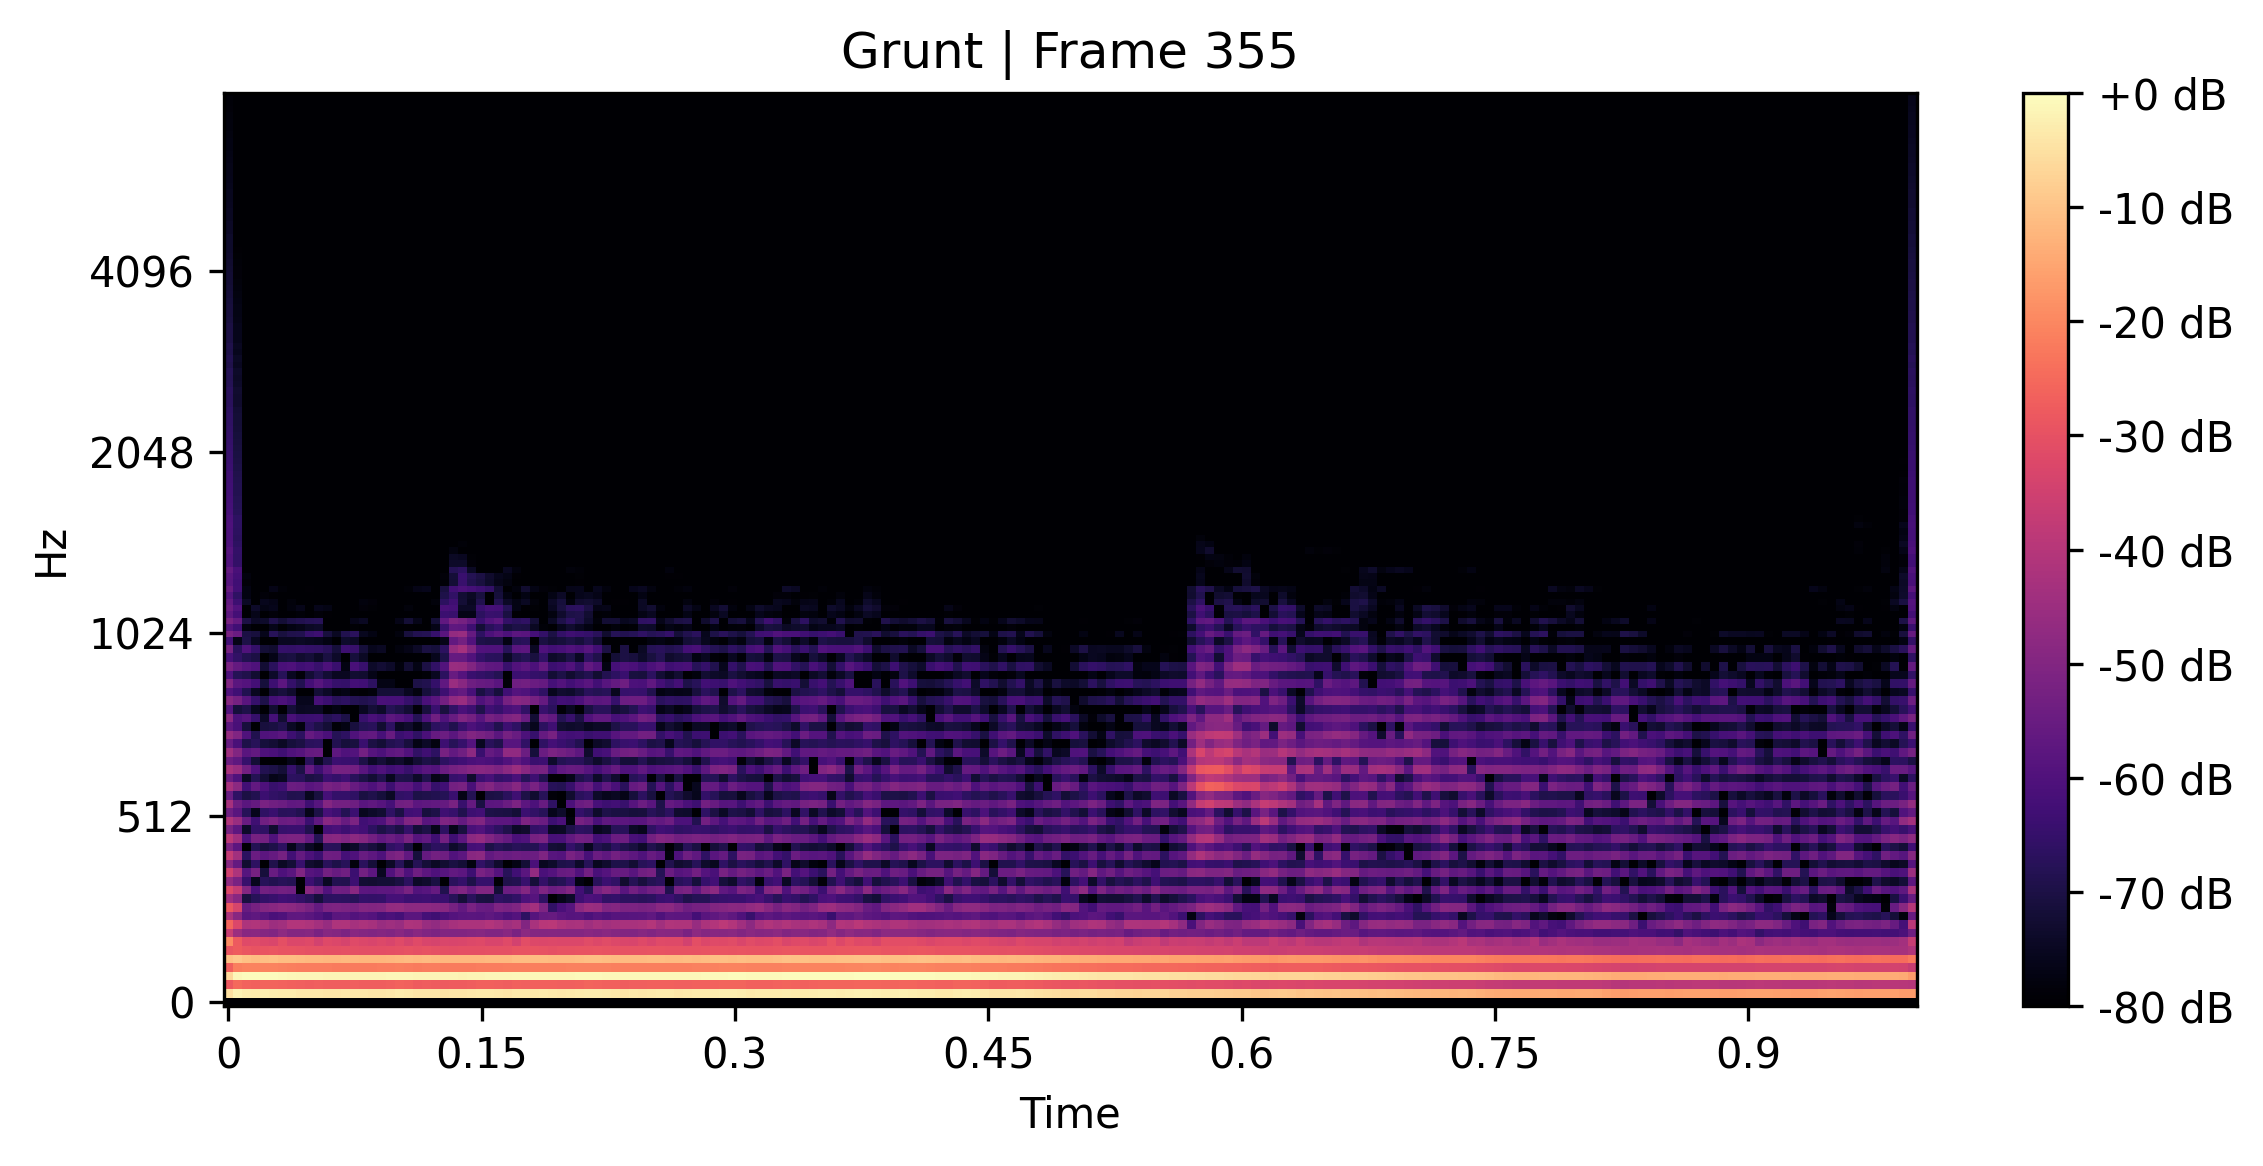 Grunt | Frame 355
Hz
4096
2048
1024
512
0
0
0.15
0.3
0.45
0.6
0.75
0.9
Time
+0 dB
-10 dB
-20 dB
-30 dB
-40 dB
-50 dB
-60 dB
-70 dB
-80 dB